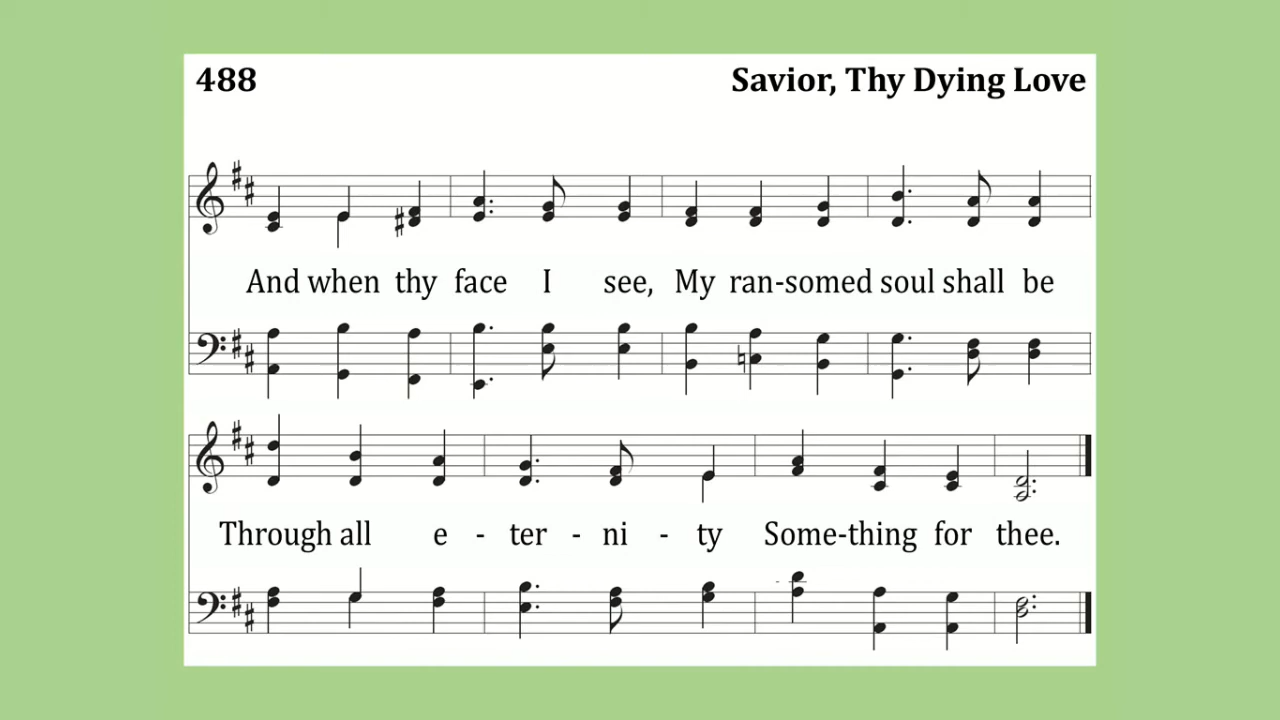 488 Savior, Thy Dying Love
And when thy face I see, My ran-somed soul shall be
Through all e - ter - ni - ty Some-thing for thee.